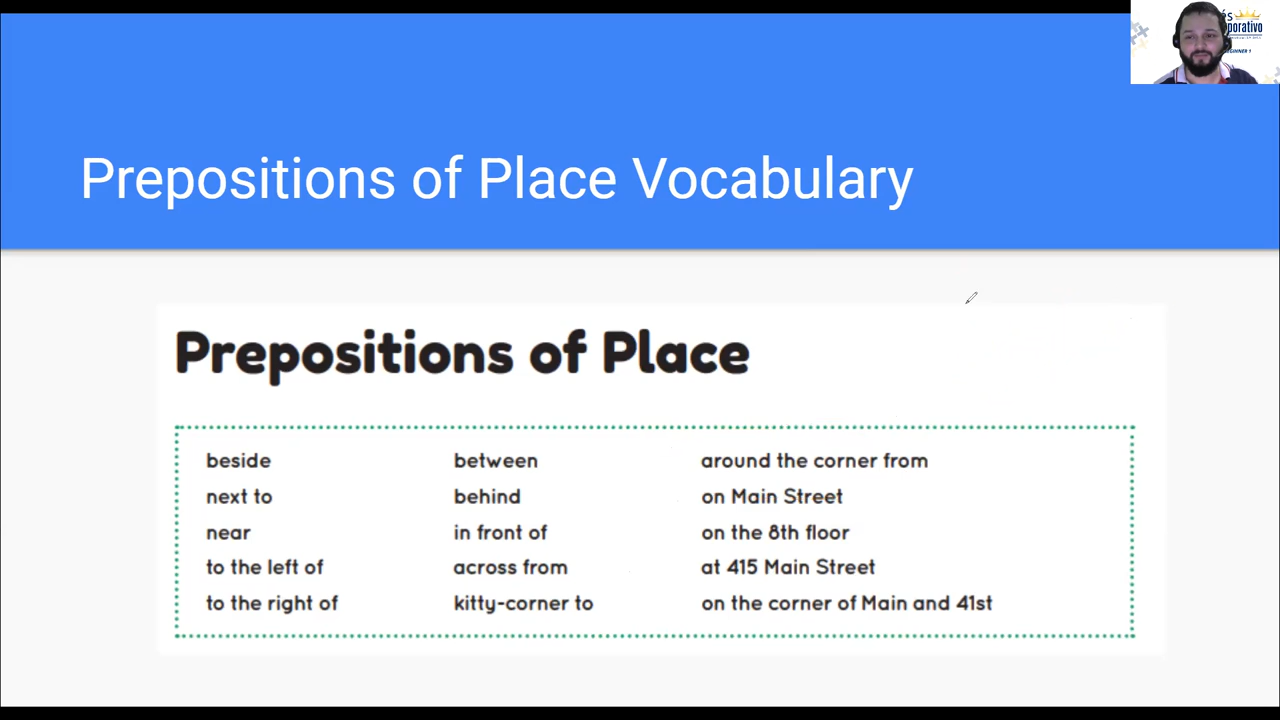 Prepositions of Place Vocabulary
Prepositions of Place
beside
next to
near
to the left of
to the right of
between
behind
in front of
across from
kitty-corner to
around the corner from
on Main Street
on the 8th floor
at 415 Main Street
on the corner of Main and 41st